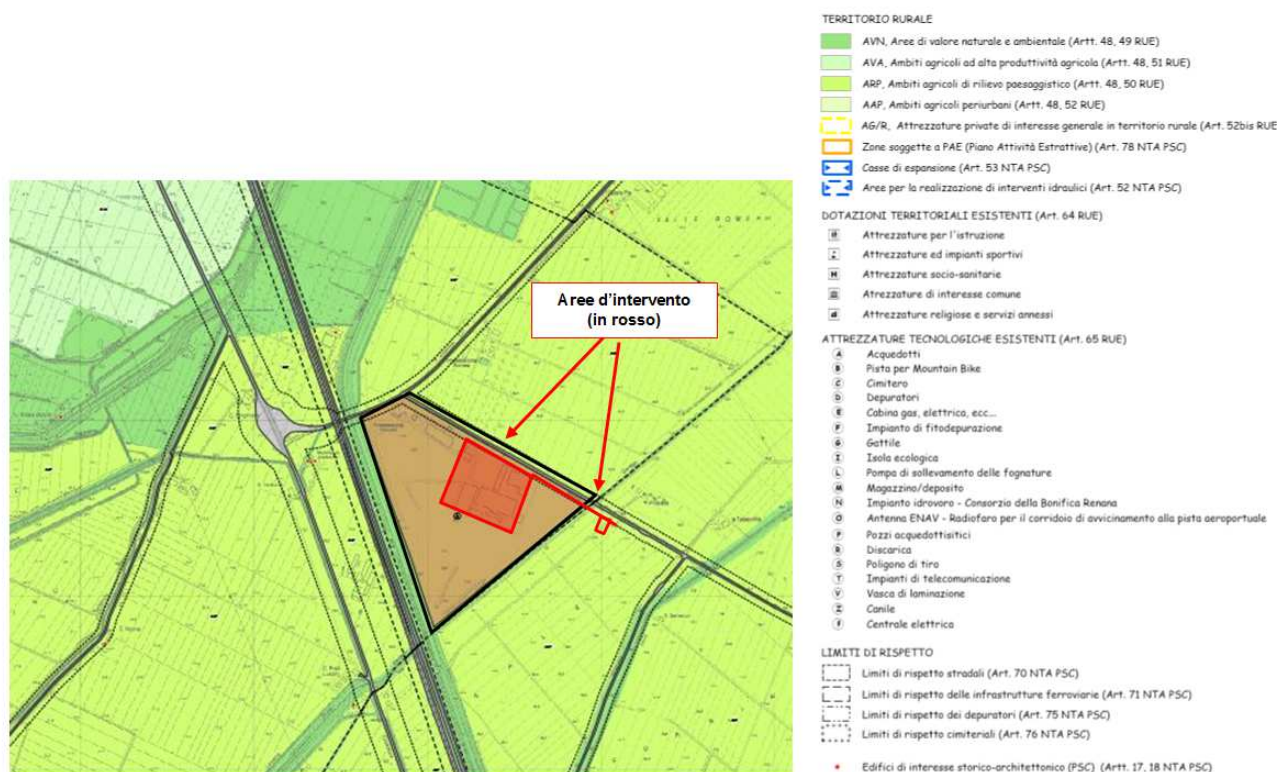 Aree d'intervento
(in rosso)
VALLE BONCHI
TERRITORIO RURALE
AVN, Aree di valore naturale e ambientale (Artt. 48, 49 RUE)
AVA, Ambiti agricoli ad alta produttività agricola (Artt. 48, 51 RUE)
ARP, Ambiti agricoli di rilievo paesaggistico (Artt. 48, 50 RUE)
AAP, Ambiti agricoli periurbani (Artt. 48, 52 RUE)
AG/R, Attrezzature private di interesse generale in territorio rurale (Art. 52bis RUE
Zone soggette a PAE (Piano Attività Estrattive) (Art. 78 NTA PSC)
Casse di espansione (Art. 53 NTA PSC)
Aree per la realizzazione di interventi idraulici (Art. 52 NTA PSC)
DOTAZIONI TERRITORIALI ESISTENTI (Art. 64 RUE)
Attrezzature per l'istruzione
Attrezzature ed impianti sportivi
H Attrezzature socio-sanitarie
Atrezzature di interesse comune
Attrezzature religiose e servizi annessi
ATTREZZATURE TECNOLOGICHE ESISTENTI (Art. 65 RUE)
A Acquedotti
B Pista per Mountain Bike
C Cimitero
D Depuratori
E Cabina gas, elettrica, ecc...
F Impianto di fitodepurazione
G Gattile
I Isola ecologica
L Pompa di sollevamento delle fognature
M Magazzino/deposito
N Impianto idrovoro - Consorzio della Bonifica Renana
O Antenna ENAV - Radiofaro per il corridoio di avvicinamento alla pista aeroportuale
P Pozzi acquedottisitici
R Discarica
S Poligono di tiro
T Impianti di telecomunicazione
V Vasca di laminazione
Z Canile
Centrale elettrica
LIMITI DI RISPETTO
Limiti di rispetto stradali (Art. 70 NTA PSC)
Limiti di rispetto delle infrastrutture ferroviarie (Art. 71 NTA PSC)
Limiti di rispetto dei depuratori (Art. 75 NTA PSC)
Limiti di rispetto cimiteriali (Art. 76 NTA PSC)
Edifici di interesse storico-architettonico (PSC) (Artt. 17, 18 NTA PSC)